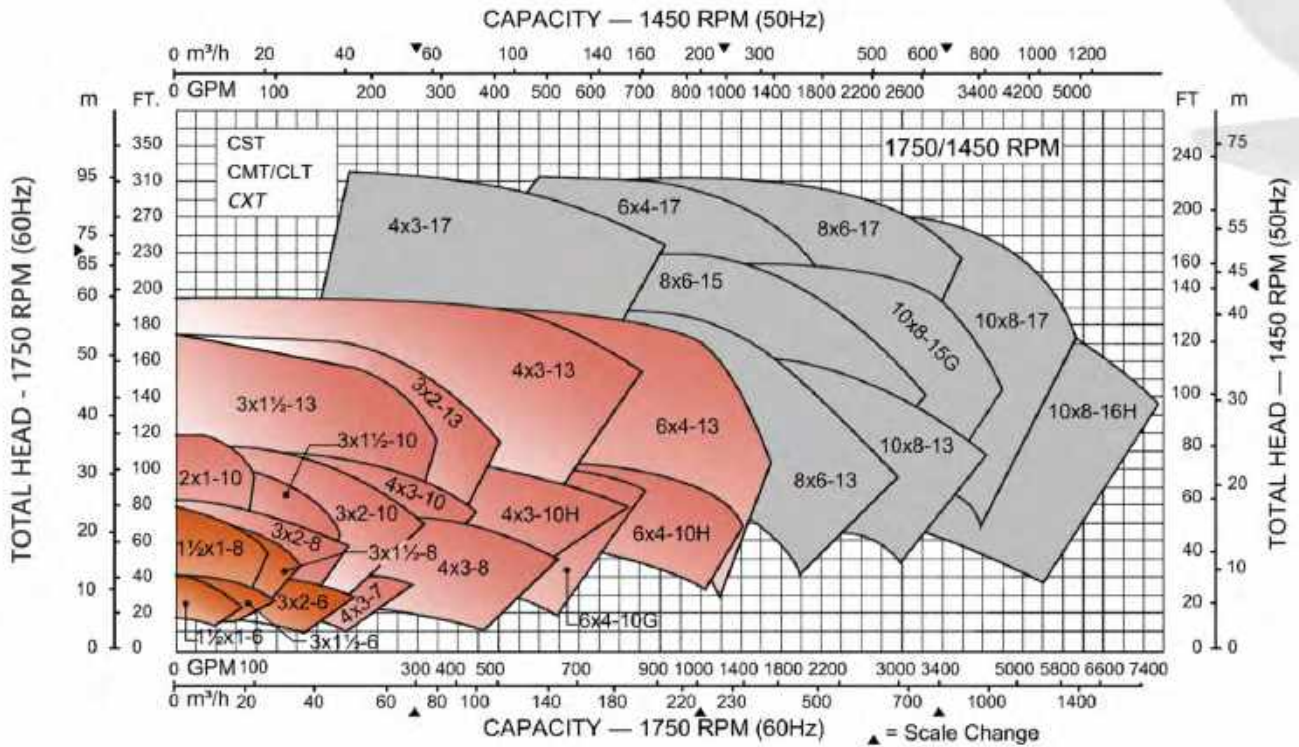 CAPACITY — 1450 RPM (50Hz)
0 m³/h 20 40 ▼60 100 140 160 200▼ 300 500 600▼ 800 1000 1200
0 GPM 100 200 300 400 500 600 700 800 1000 1400 1800 2200 2600 3400 4200 5000
m FT. FT m
TOTAL HEAD - 1750 RPM (60Hz)
95
75
▶
65
60
50
40
30
20
10
0
350
310
270
230
200
180
160
140
120
100
80
60
40
20
0
CST
CMT/CLT
CXT
1750/1450 RPM
4x3-17
6x4-17
8x6-17
8x6-15
10x8-15G
10x8-17
4x3-13
3x2-13
3x1½-13
3x1½-10
6x4-13
10x8-16H
10x8-13
2x1-10
4x3-10
8x6-13
3x2-10
4x3-10H
6x4-10H
3x2-8
1½x1-8
3x1½-8
4x3-8
3x2-6
4x3-7
6x4-10G
1½x1-6
3x1½-6
240
200
160
140
120
100
80
60
40
20
0
75
55
45
◀
40
30
20
10
0
TOTAL HEAD — 1450 RPM (50Hz)
0 GPM 100 300 400 500 700 900 1000 1400 1800 2200 3000 3400 5000 5800 6600 7400
0 m³/h 20 40 60 80 100 140 180 220 230 500 700 1000 1400
▲ ▲ ▲
CAPACITY — 1750 RPM (60Hz)
▲ = Scale Change